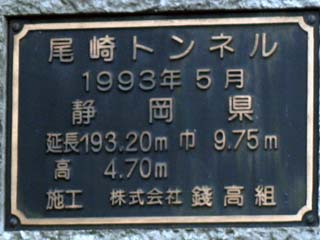 尾崎トンネル
1993年5月
静岡県
延長193.20m 巾 9.75m
高 4.70m
施工 株式会社 錢高組